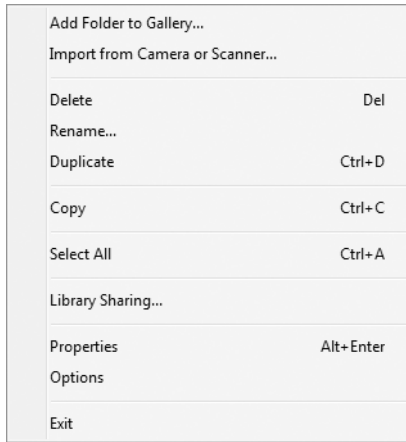 Add Folder to Gallery...
Import from Camera or Scanner...
Delete Del
Rename...
Duplicate Ctrl+D
Copy Ctrl+C
Select All Ctrl+A
Library Sharing...
Properties Alt+Enter
Options
Exit